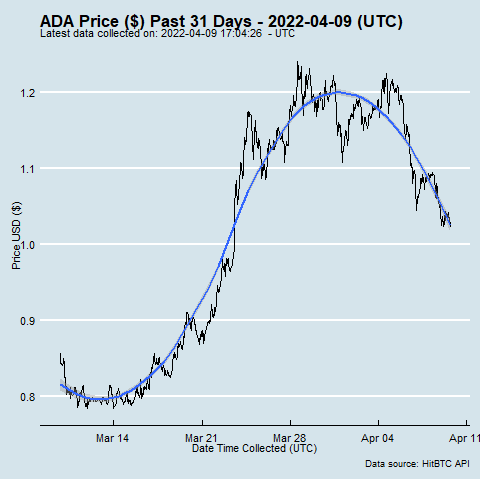 ADA Price ($) Past 31 Days - 2022-04-09 (UTC)
Latest data collected on: 2022-04-09 17:04:26 - UTC
Price USD ($)
1.2
1.1
1.0
0.9
0.8
Mar 14 Mar 21 Mar 28 Apr 04 Apr 11
Date Time Collected (UTC)
Data source: HitBTC API